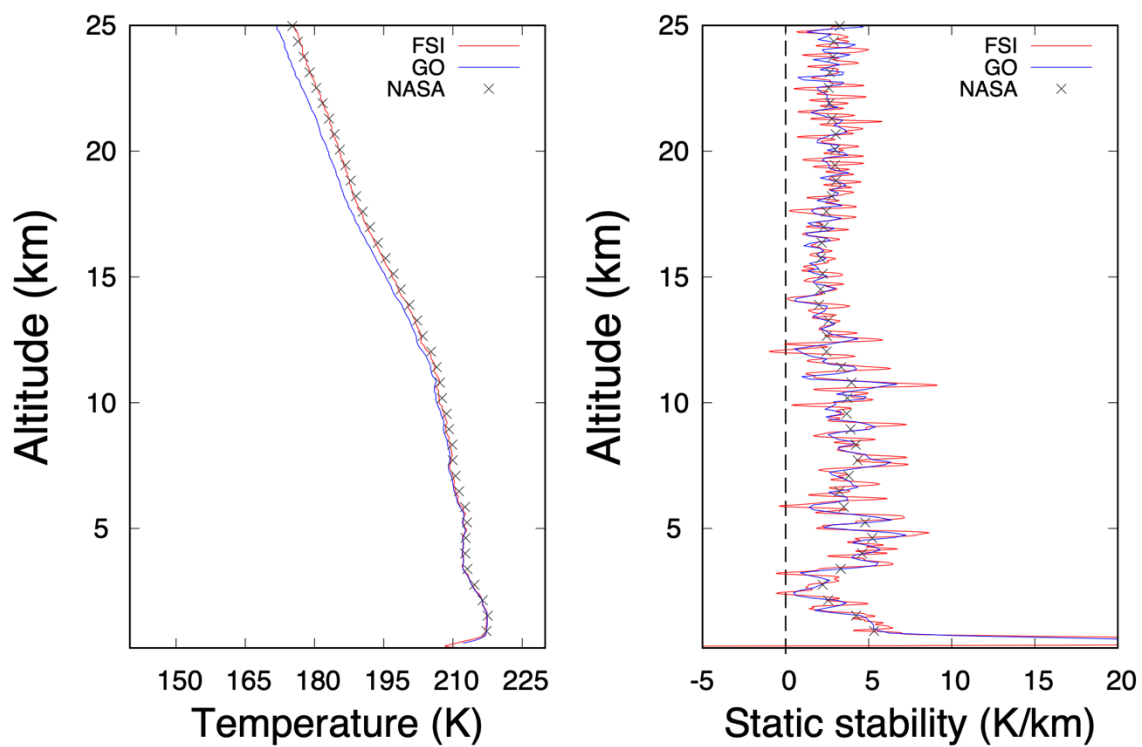 25
20
15
10
5
Altitude (km)
FSI
GO
NASA
150 165 180 195 210 225
Temperature (K)
25
20
15
10
5
Altitude (km)
FSI
GO
NASA
-5 0 5 10 15 20
Static stability (K/km)